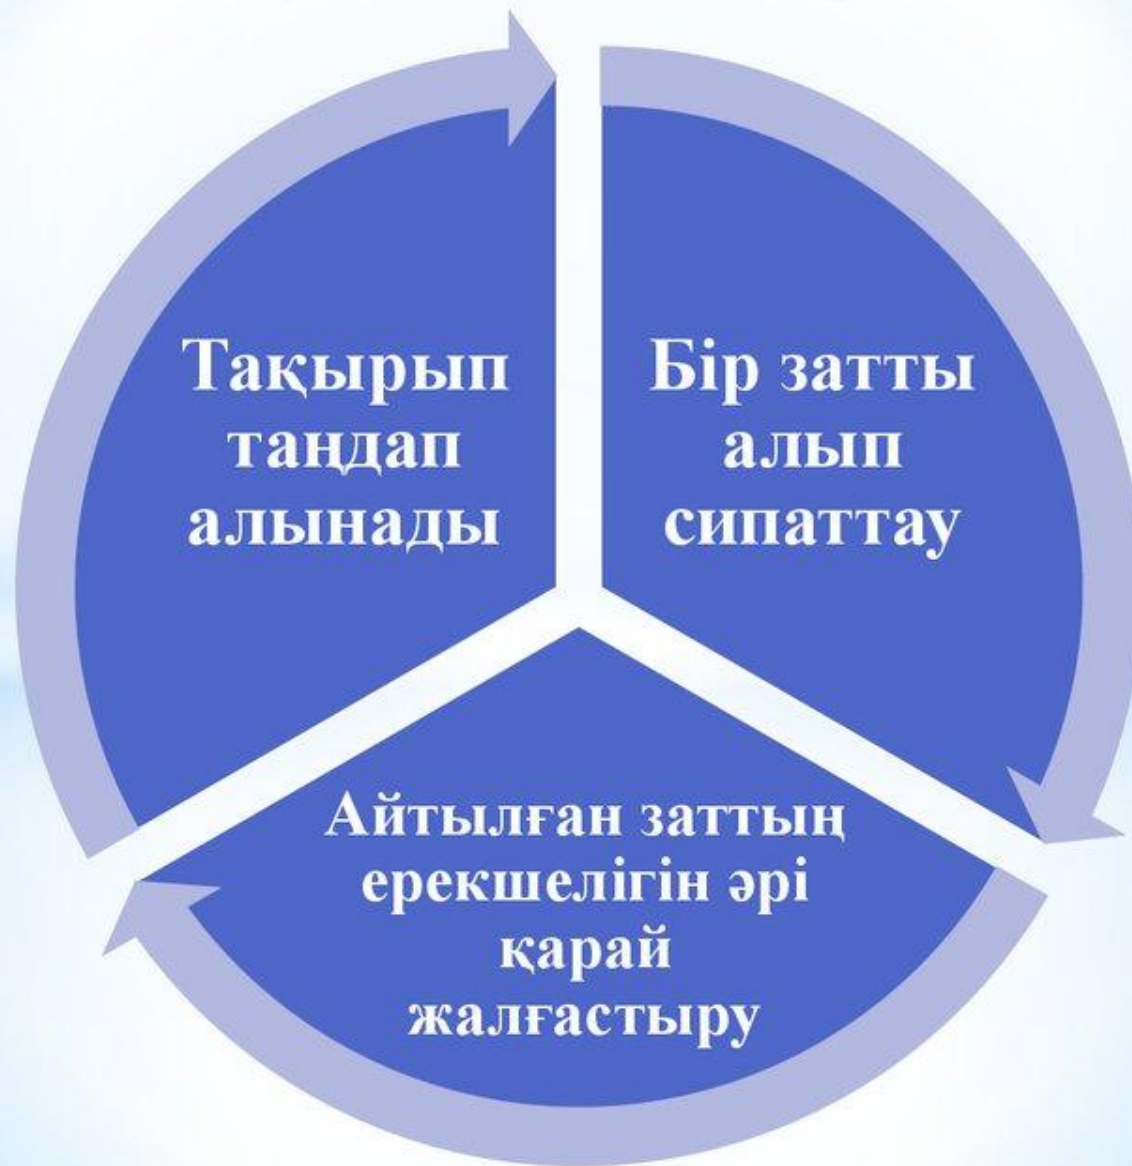 Тақырып
таңдап
алынады
Бір затты
алып
сипаттау
Айтылған заттың
ерекшелігін әрі
қарай
жалғастыру